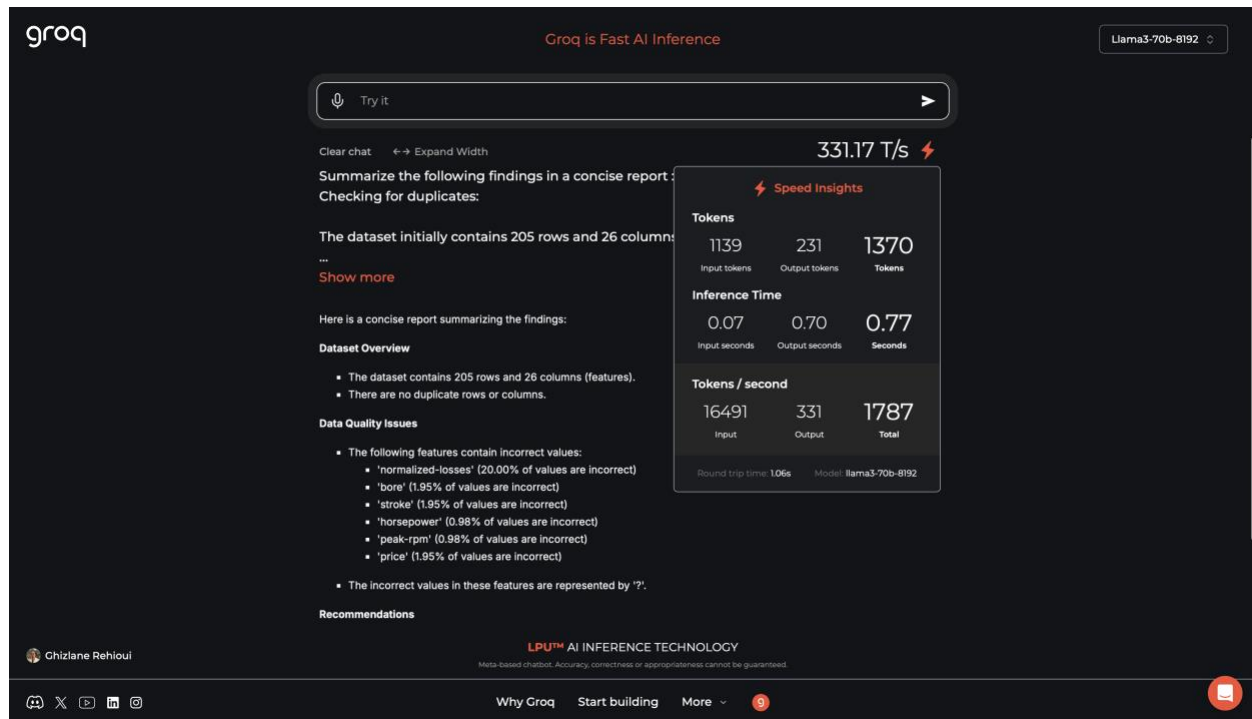 groq
Groq is Fast AI Inference
Llama3-70b-8192
Try it
Clear chat
Expand Width
331.17 T/s
Summarize the following findings in a concise report :
Checking for duplicates:
The dataset initially contains 205 rows and 26 columns
...
Show more
Here is a concise report summarizing the findings:
Dataset Overview
▪ The dataset contains 205 rows and 26 columns (features).
▪ There are no duplicate rows or columns.
Data Quality Issues
▪ The following features contain incorrect values:
▪ 'normalized-losses' (20.00% of values are incorrect)
▪ 'bore' (1.95% of values are incorrect)
▪ 'stroke' (1.95% of values are incorrect)
▪ 'horsepower' (0.98% of values are incorrect)
▪ 'peak-rpm' (0.98% of values are incorrect)
▪ 'price' (1.95% of values are incorrect)
▪ The incorrect values in these features are represented by '?'.
Recommendations
Speed Insights
Tokens
1139 231 1370
Input tokens Output tokens Tokens
Inference Time
0.07 0.70 0.77
Input seconds Output seconds Seconds
Tokens / second
16491 331 1787
Input Output Total
Round trip time: 1.06s Model: llama3-70b-8192
Ghizlane Rehioui
LPU™ AI INFERENCE TECHNOLOGY
Meta-based chatbot. Accuracy, correctness or appropriateness cannot be guaranteed.
Why Groq Start building More 9